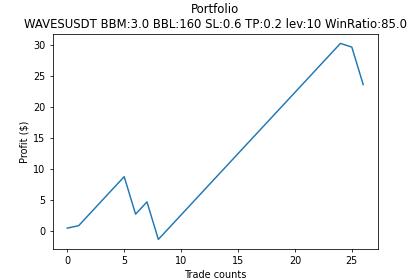 Portfolio
WAVESUSDT BBM:3.0 BBL:160 SL:0.6 TP:0.2 lev:10 WinRatio:85.0
30
25
20
15
10
5
0
Profit ($)
0 5 10 15 20 25
Trade counts